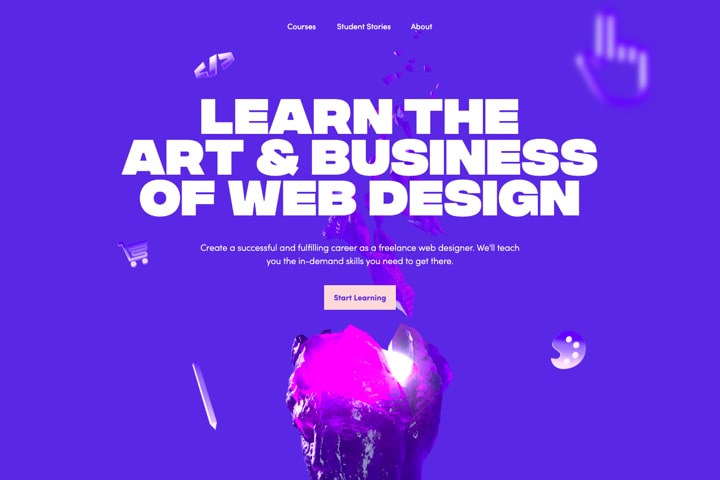 Courses Student Stories About
LEARN THE
ART & BUSINESS
OF WEB DESIGN
Create a successful and fulfilling career as a freelance web designer. We'll teach
you the in-demand skills you need to get there.
Start Learning